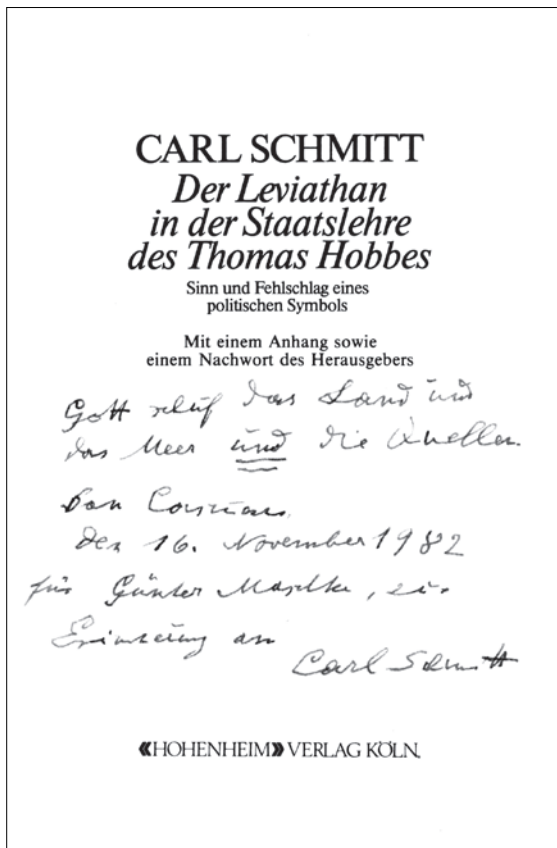 CARL SCHMITT
Der Leviathan
in der Staatslehre
des Thomas Hobbes
Sinn und Fehlschlag eines
politischen Symbols
Mit einem Anhang sowie
einem Nachwort des Herausgebers
Gott schuf das Land und
das Meer und die Quellen.
San Casciano,
den 16. November 1982
für Günter Maschke, zur
Erinnerung an
Carl Schmitt
«HOHENHEIM» VERLAG KÖLN.